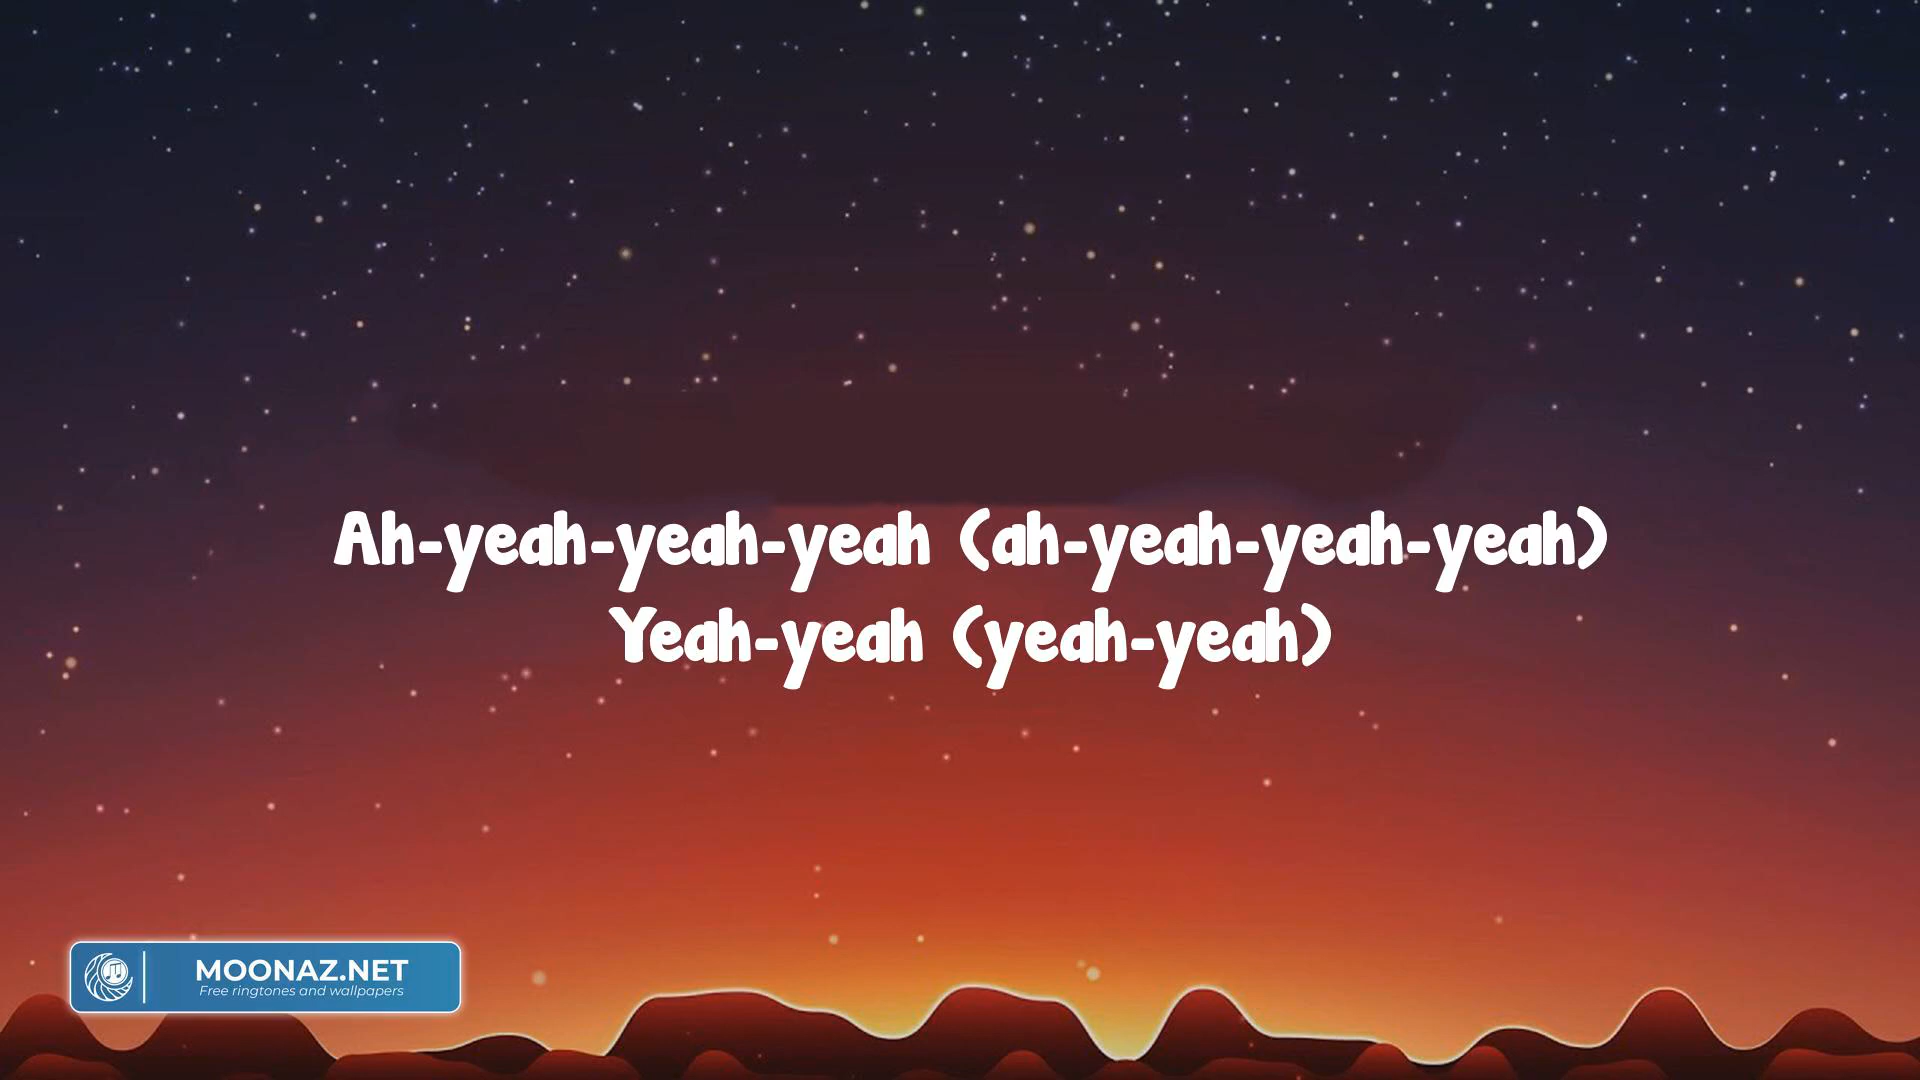 Ah-yeah-yeah-yeah (ah-yeah-yeah-yeah)
Yeah-yeah (yeah-yeah)
MOONAZ.NET
Free ringtones and wallpapers